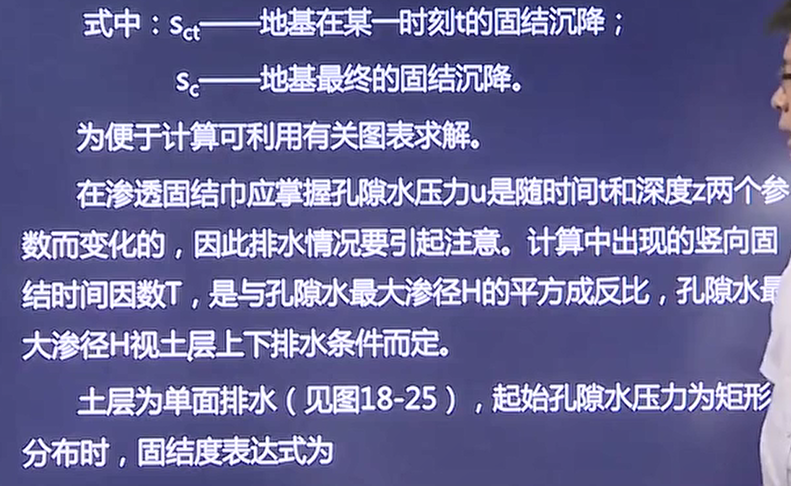 式中：sct——地基在某一时刻t的固结沉降；
sc——地基最终的固结沉降。
为便于计算可利用有关图表求解。
在渗透固结巾应掌握孔隙水压力u是随时间t和深度z两个参
数而变化的，因此排水情况要引起注意。计算中出现的竖向固
结时间因数T，是与孔隙水最大渗径H的平方成反比，孔隙水最
大渗径H视土层上下排水条件而定。
土层为单面排水（见图18-25），起始孔隙水压力为矩形
分布时，固结度表达式为